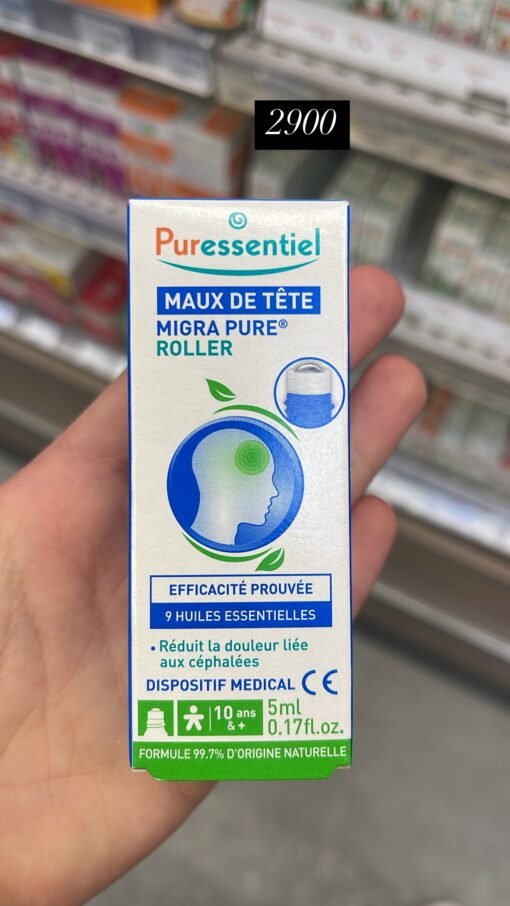 2900
Puressentiel
MAUX DE TÊTE
MIGRA PURE®
ROLLER
EFFICACITÉ PROUVÉE
9 HUILES ESSENTIELLES
• Réduit la douleur liée
aux céphalées
DISPOSITIF MEDICAL CE
10 ans
& +
5ml
0.17fl.oz.
FORMULE 99.7% D'ORIGINE NATURELLE